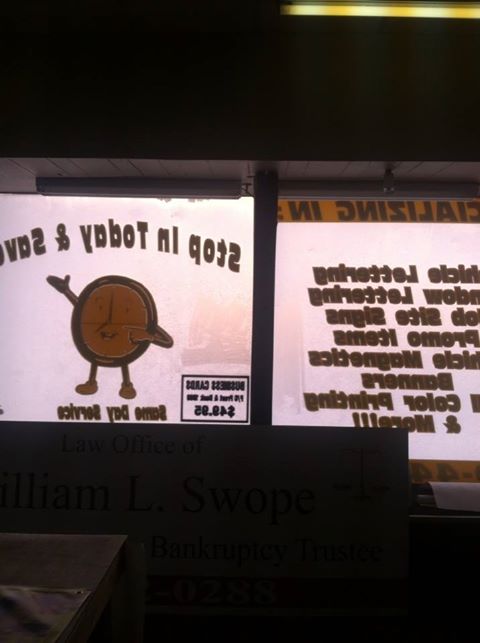 Stop In Today & Save
BUSINESS CARDS
$49.95
Same Day Service
CIALIZING IN:
hicle Lettering
ndow Lettering
ob Site Signs
Promo Items
hicle Magnetics
Banners
l Color Printing
& More!!!
Law Office of
illiam L. Swope
Bankruptcy Trustee
-0288